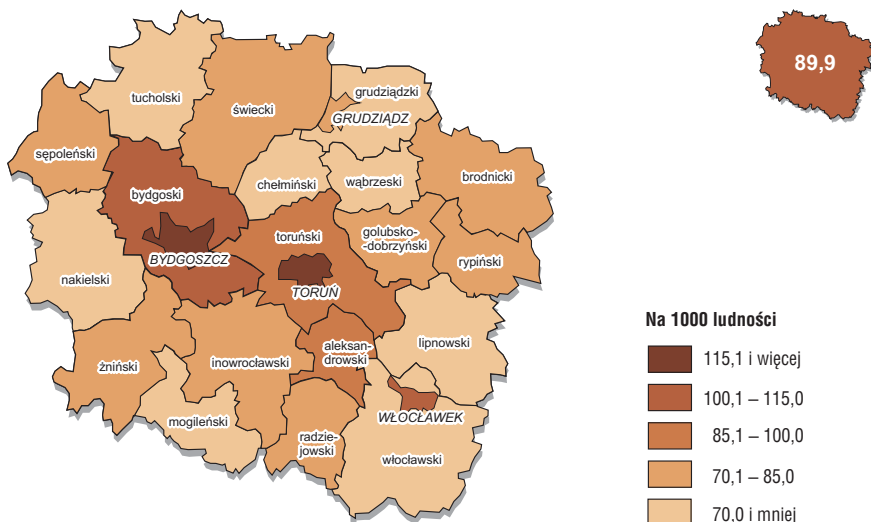 89,9
tucholski
świecki
grudziądzki
GRUDZIĄDZ
sępoleński
bydgoski
chełmiński
wąbrzeski
brodnicki
toruński
golubsko-
-dobrzyński
BYDGOSZCZ
rypiński
nakielski
TORUŃ
żniński
inowrocławski
aleksan-
drowski
lipnowski
mogileński
radzie-
jowski
WŁOCŁAWEK
włocławski
Na 1000 ludności
115,1 i więcej
100,1 – 115,0
85,1 – 100,0
70,1 – 85,0
70,0 i mniej